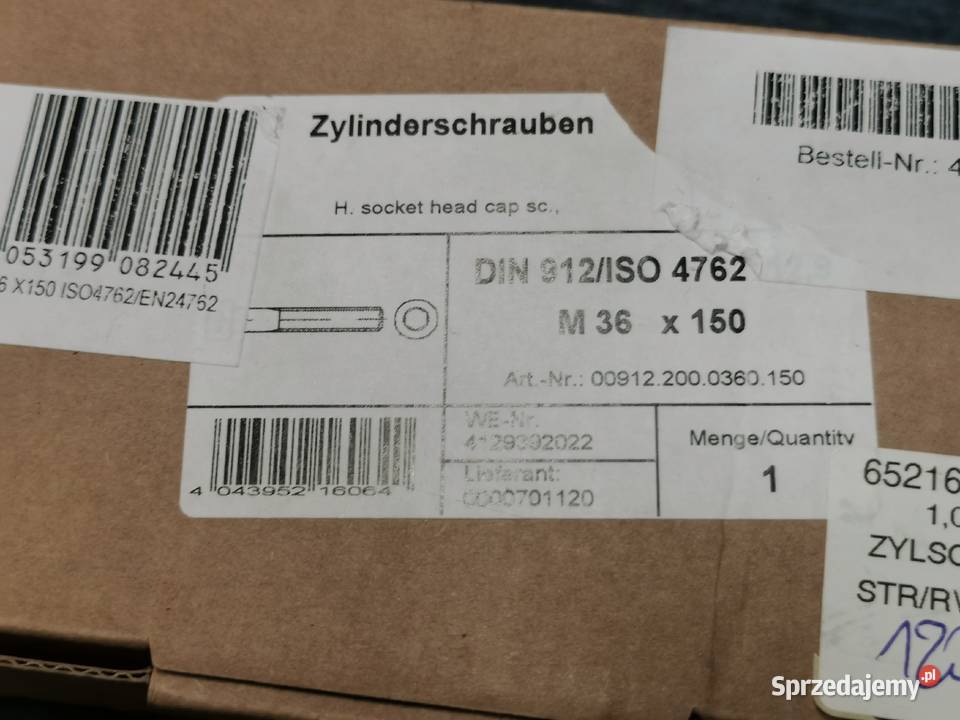 Zylinderschrauben
H. socket head cap sc.,
DIN 912/ISO 4762
M 36 x 150
Art.-Nr.: 00912.200.0360.150
WE-Nr.
4129392022
Lieferant:
0000701120
Menge/Quantity
1
4 043952 16064
053199 082445
6 X150 ISO4762/EN24762
Bestell-Nr.: 4
65216
1,0
ZYLSC
STR/RV
Sprzedajemy.pl